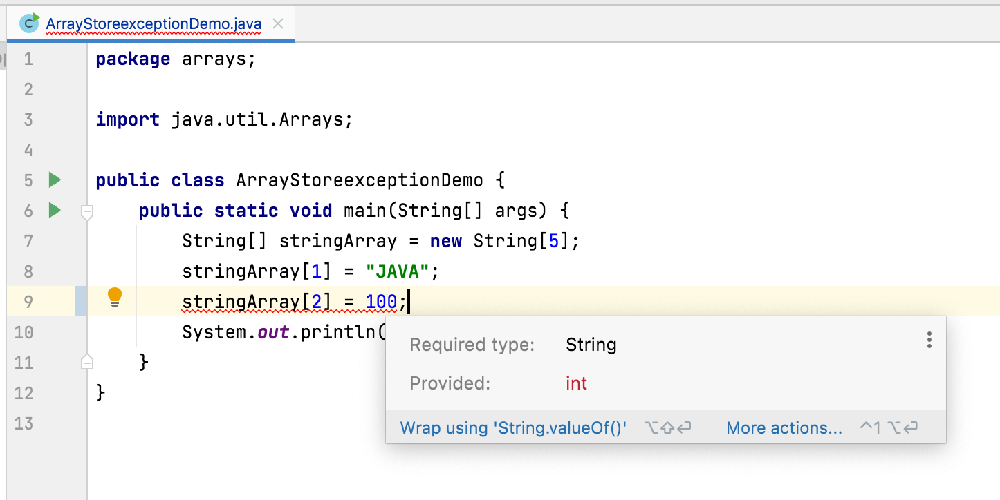 ArrayStoreexceptionDemo.java
1 package arrays;
2
3 import java.util.Arrays;
4
5 public class ArrayStoreexceptionDemo {
6 public static void main(String[] args) {
7 String[] stringArray = new String[5];
8 stringArray[1] = "JAVA";
9 stringArray[2] = 100;
10 System.out.println(
11 }
12 }
13
Required type: String
Provided: int
Wrap using 'String.valueOf()' ⌥⇧⏎ More actions... ^1 ⌥⏎